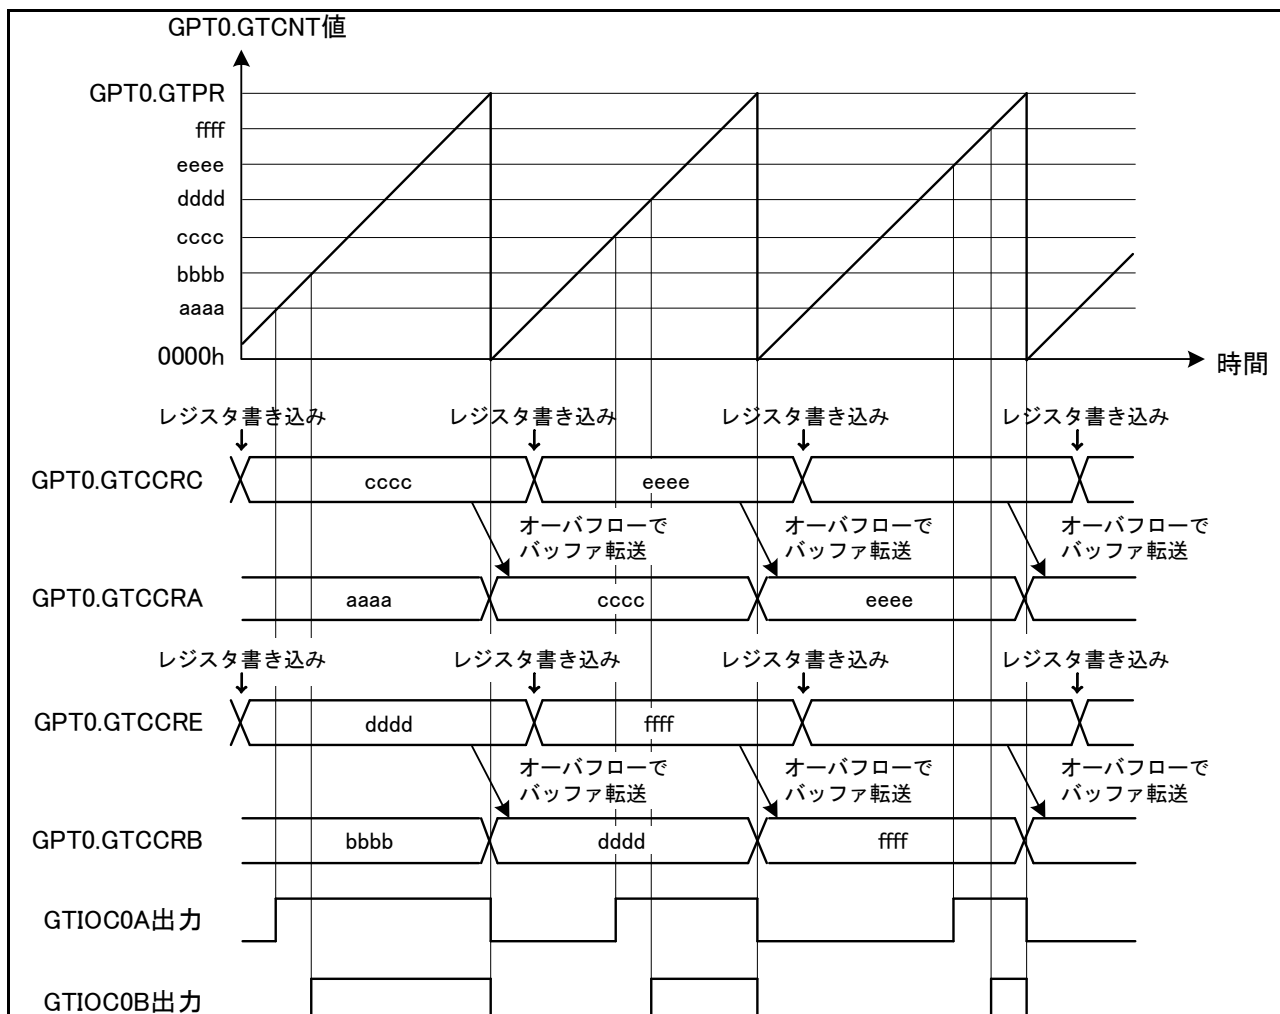 GPT0.GTCNT値
GPT0.GTPR
ffff
eeee
dddd
cccc
bbbb
aaaa
0000h
時間
レジスタ書き込み レジスタ書き込み レジスタ書き込み レジスタ書き込み
GPT0.GTCCRC cccc eeee
オーバフローで オーバフローで オーバフローで
バッファ転送 バッファ転送 バッファ転送
GPT0.GTCCRA aaaa cccc eeee
レジスタ書き込み レジスタ書き込み レジスタ書き込み レジスタ書き込み
GPT0.GTCCRE dddd ffff
オーバフローで オーバフローで オーバフローで
バッファ転送 バッファ転送 バッファ転送
GPT0.GTCCRB bbbb dddd ffff
GTIOC0A出力
GTIOC0B出力